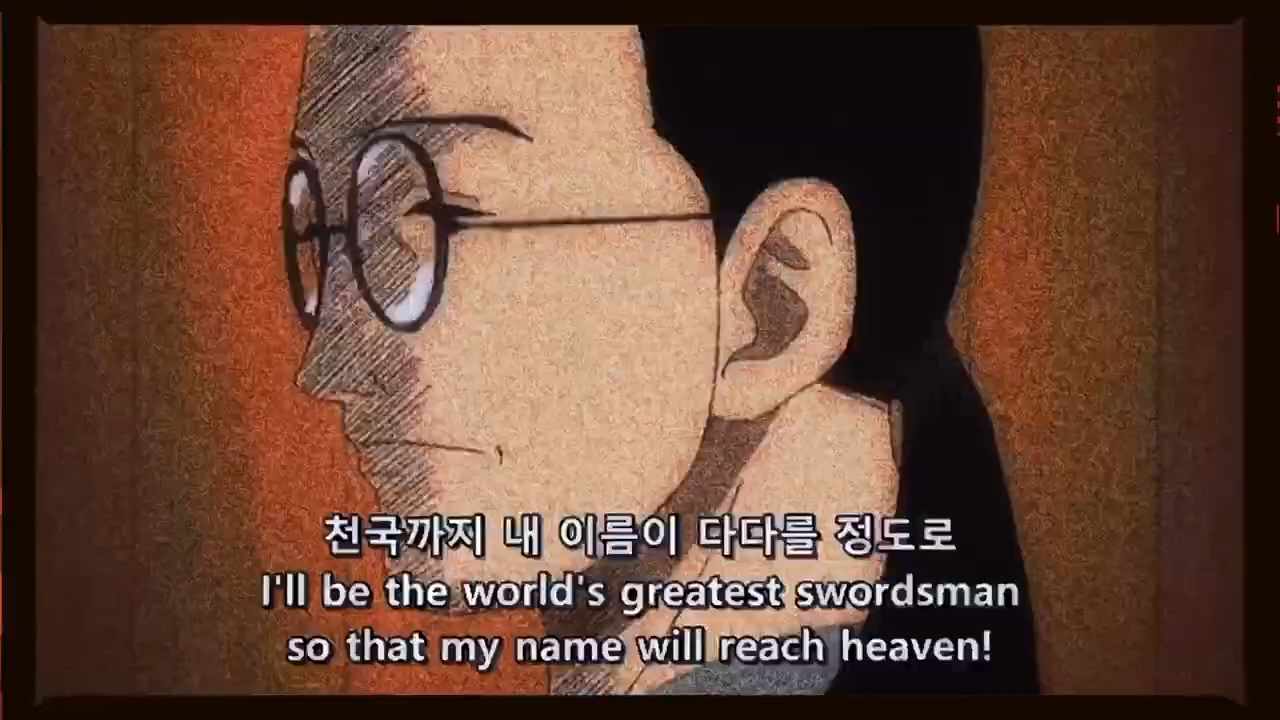 천국까지 내 이름이 다다를 정도로
I'll be the world's greatest swordsman
so that my name will reach heaven!